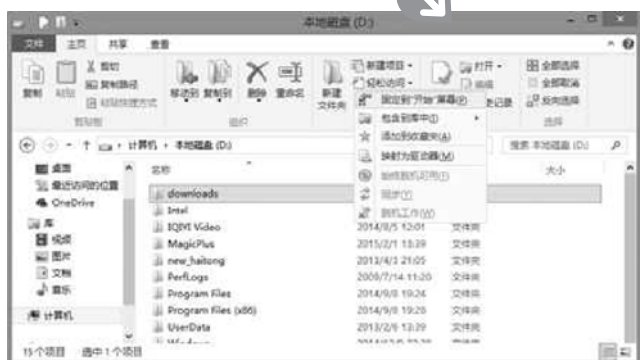 本地磁盘 (D:)
文件 主页 共享 查看
复制 粘贴 剪切 复制路径 粘贴快捷方式 移动到 复制到 删除 重命名 新建文件夹 新建项目 轻松访问 打开 编辑 全部选择 全部取消 反向选择
剪贴板 组织 选择
固定到"开始"屏幕(P)
包含到库中(I)
添加到收藏夹(A)
映射为驱动器(M)
始终脱机可用(F)
同步(Y)
脱机工作(W)
计算机 本地磁盘 (D:) 搜索 本地磁盘 (D:)
桌面
最近访问的位置
OneDrive
库
视频
图片
文档
音乐
计算机
名称 大小
downloads
Intel
IQIYI Video 2014/8/5 12:01 文件夹
MagicPlus 2015/2/1 13:39 文件夹
new_haitong 2013/4/3 21:05 文件夹
PerfLogs 2009/7/14 11:20 文件夹
Program Files 2014/9/8 19:24 文件夹
Program Files (x86) 2014/9/8 19:28 文件夹
UserData 2013/2/6 13:39 文件夹
15个项目 选中1个项目